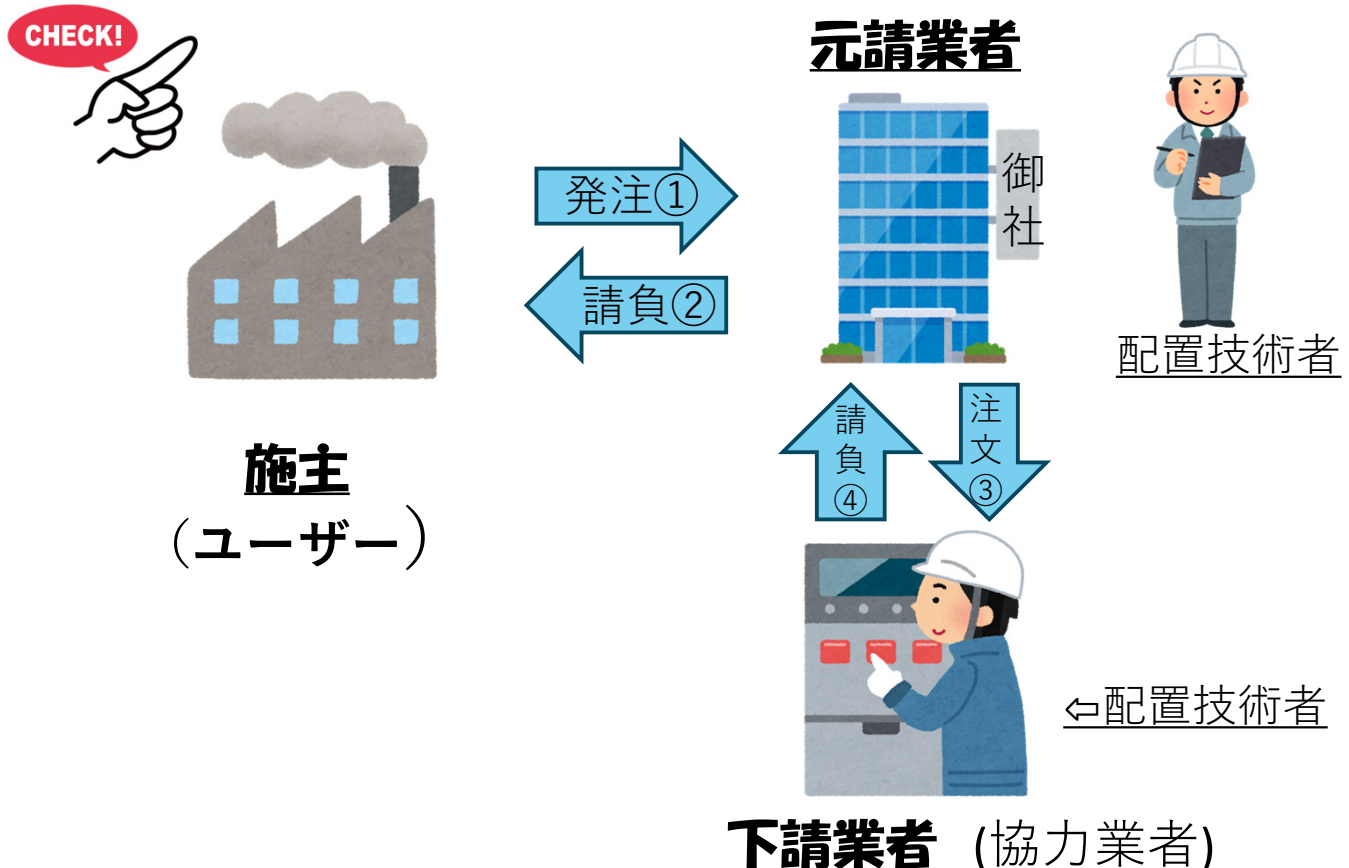 CHECK!
元請業者
御社
発注①
請負②
配置技術者
施主
（ユーザー）
請負④
注文③
⇦配置技術者
下請業者 (協力業者)